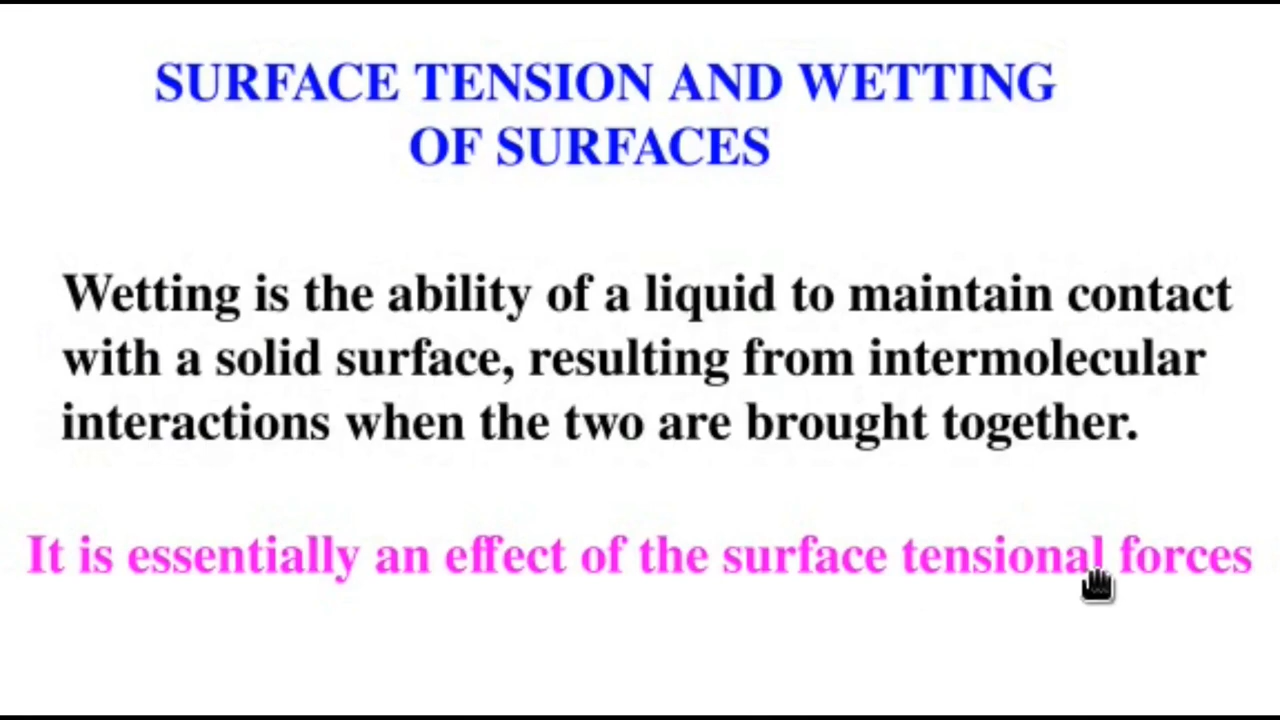 SURFACE TENSION AND WETTING
OF SURFACES
Wetting is the ability of a liquid to maintain contact
with a solid surface, resulting from intermolecular
interactions when the two are brought together.
It is essentially an effect of the surface tensional forces